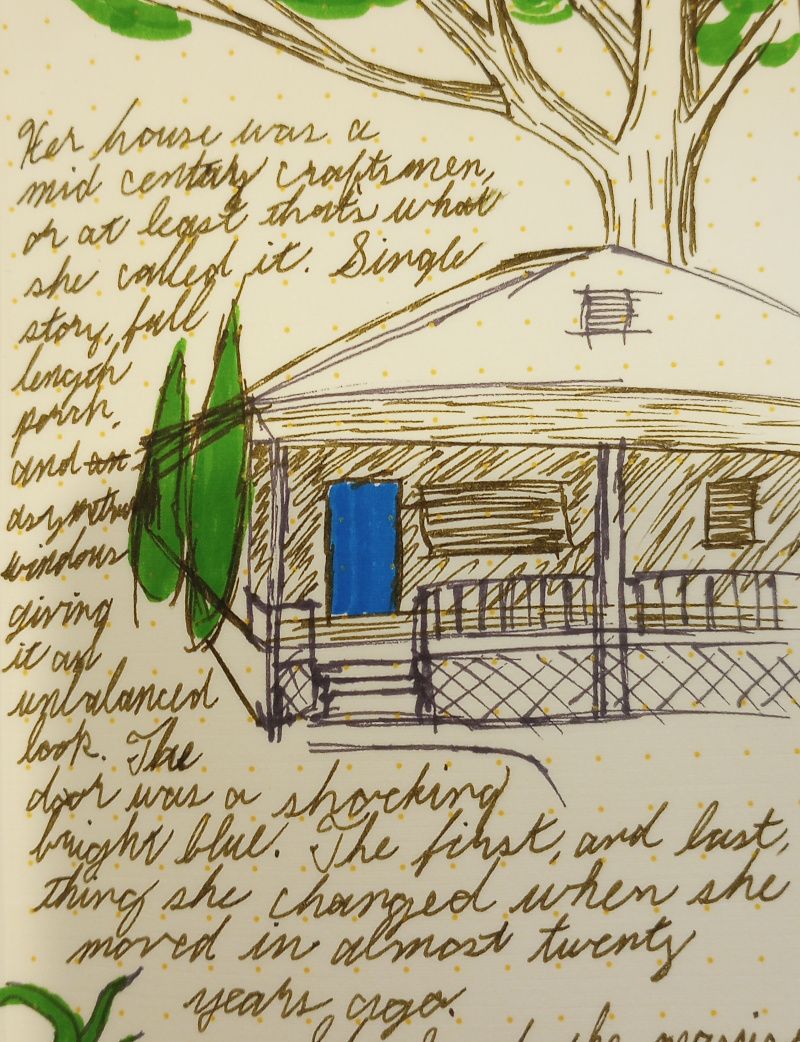 Her house was a
mid century craftsmen,
or at least that's what
she called it. Single
story, full
length
porch,
and an
windows
giving
it an
unbalanced
look. The
door was a shocking
bright blue. The first, and last,
thing she changed when she
moved in almost twenty
years ago.
the